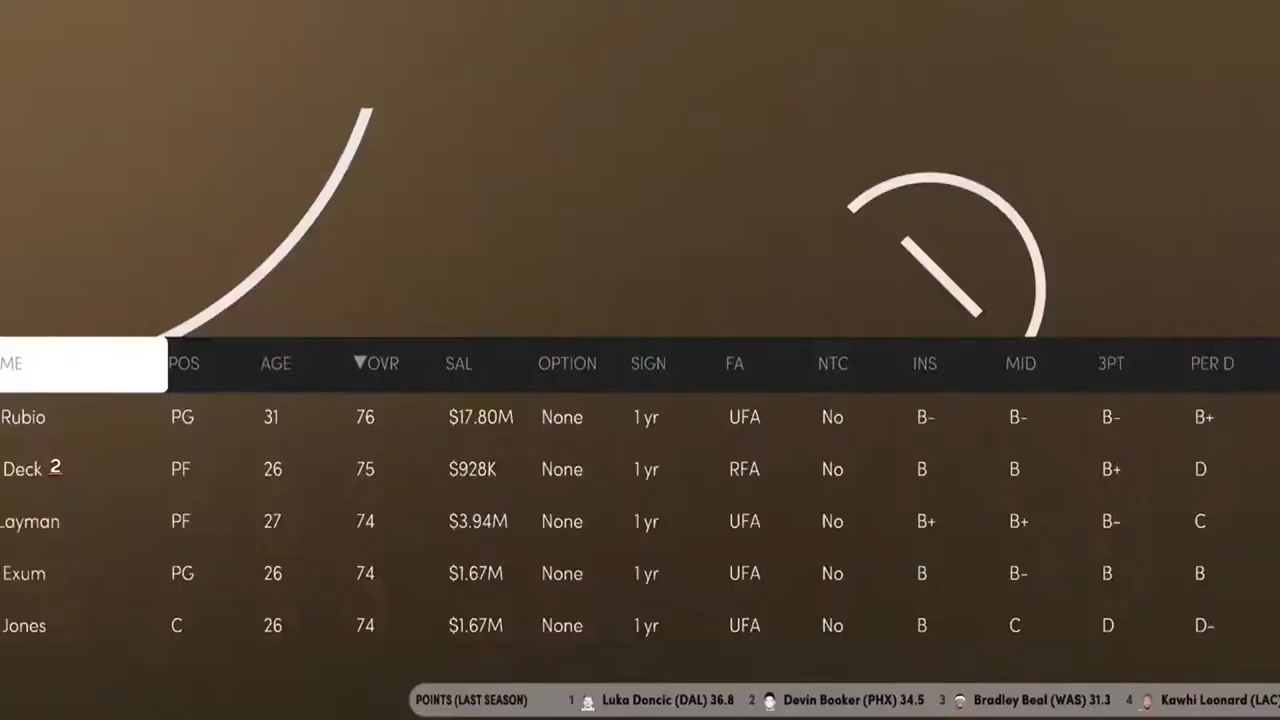 ME POS AGE ▼OVR SAL OPTION SIGN FA NTC INS MID 3PT PER D
Rubio PG 31 76 $17.80M None 1 yr UFA No B- B- B- B+
Deck 2 PF 26 75 $928K None 1 yr RFA No B B B+ D
Layman PF 27 74 $3.94M None 1 yr UFA No B+ B+ B- C
Exum PG 26 74 $1.67M None 1 yr UFA No B B- B B
Jones C 26 74 $1.67M None 1 yr UFA No B C D D-
POINTS (LAST SEASON) 1 Luka Doncic (DAL) 36.8 2 Devin Booker (PHX) 34.5 3 Bradley Beal (WAS) 31.3 4 Kawhi Leonard (LAC